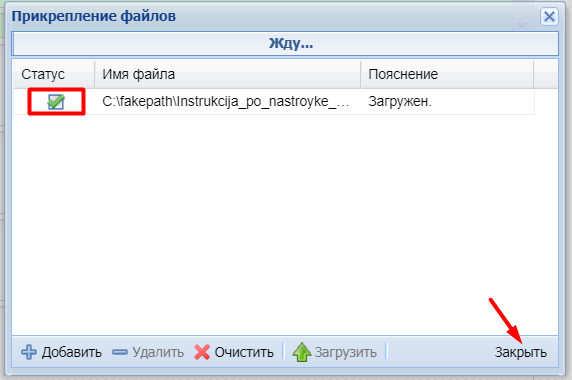 Прикрепление файлов
Жду...
Статус Имя файла Пояснение
C:\fakepath\Instrukcija_po_nastroyke_... Загружен.
Добавить Удалить Очистить Загрузить Закрыть